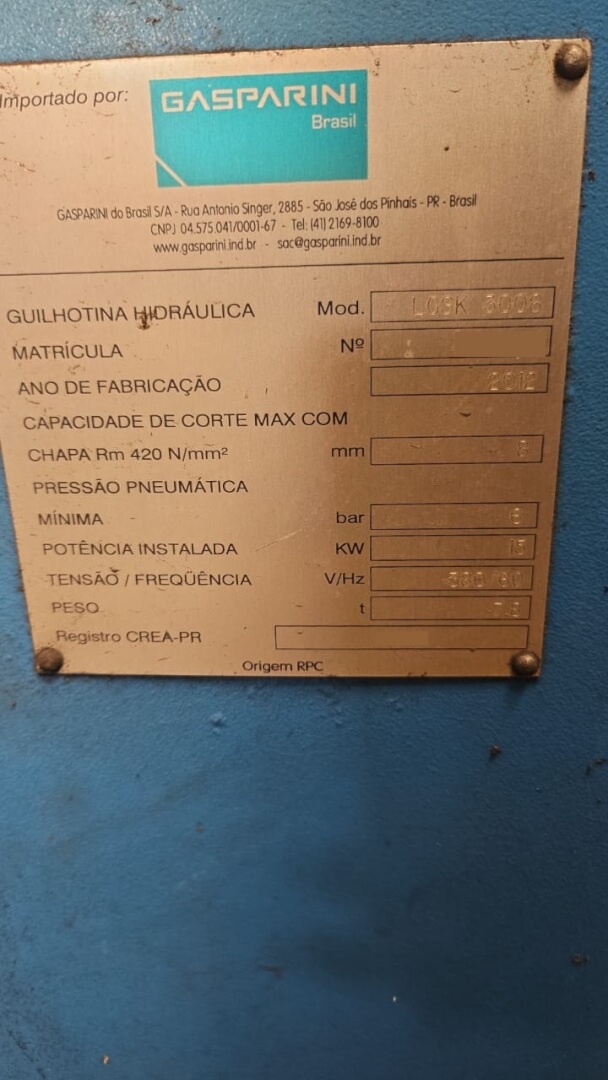 Importado por:
GASPARINI
Brasil
GASPARINI do Brasil S/A - Rua Antonio Singer, 2885 - São José dos Pinhais - PR - Brasil
CNPJ 04.575.041/0001-67 - Tel: (41) 2169-8100
www.gasparini.ind.br - sac@gasparini.ind.br
GUILHOTINA HIDRÁULICA Mod.
MATRÍCULA Nº
ANO DE FABRICAÇÃO 2012
CAPACIDADE DE CORTE MAX COM
CHAPA Rm 420 N/mm² mm
PRESSÃO PNEUMÁTICA
MÍNIMA bar 6
POTÊNCIA INSTALADA KW 15
TENSÃO / FREQÜÊNCIA V/Hz
PESO t
Registro CREA-PR
Origem RPC